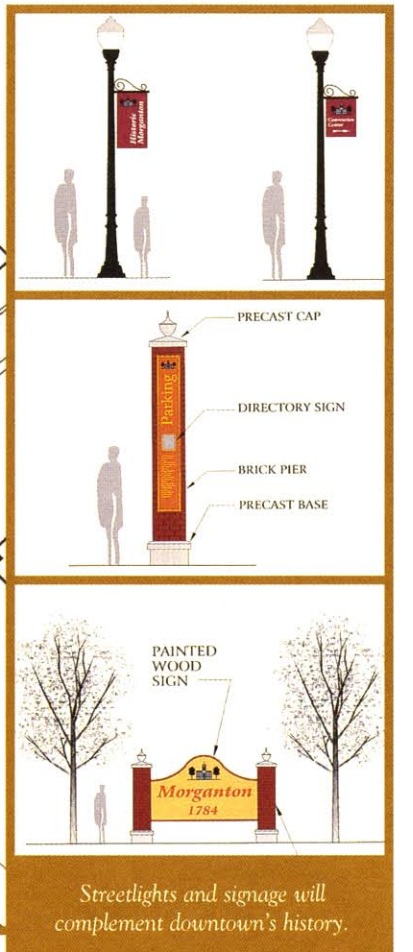 Historic
Morganton
Convention
Center
PRECAST CAP
Parking
DIRECTORY SIGN
BRICK PIER
PRECAST BASE
PAINTED
WOOD
SIGN
Morganton
1784
Streetlights and signage will
complement downtown's history.